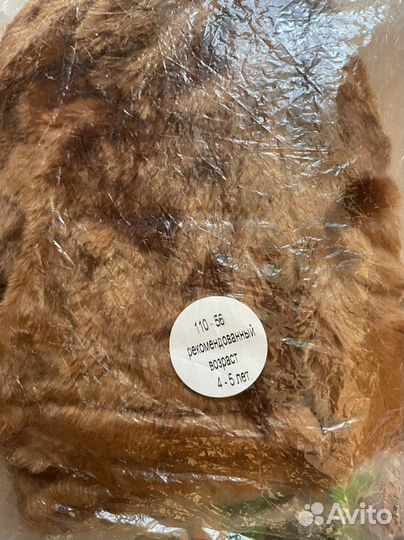 110 - 56
рекомендованный
возраст
4 - 5 лет
Avito